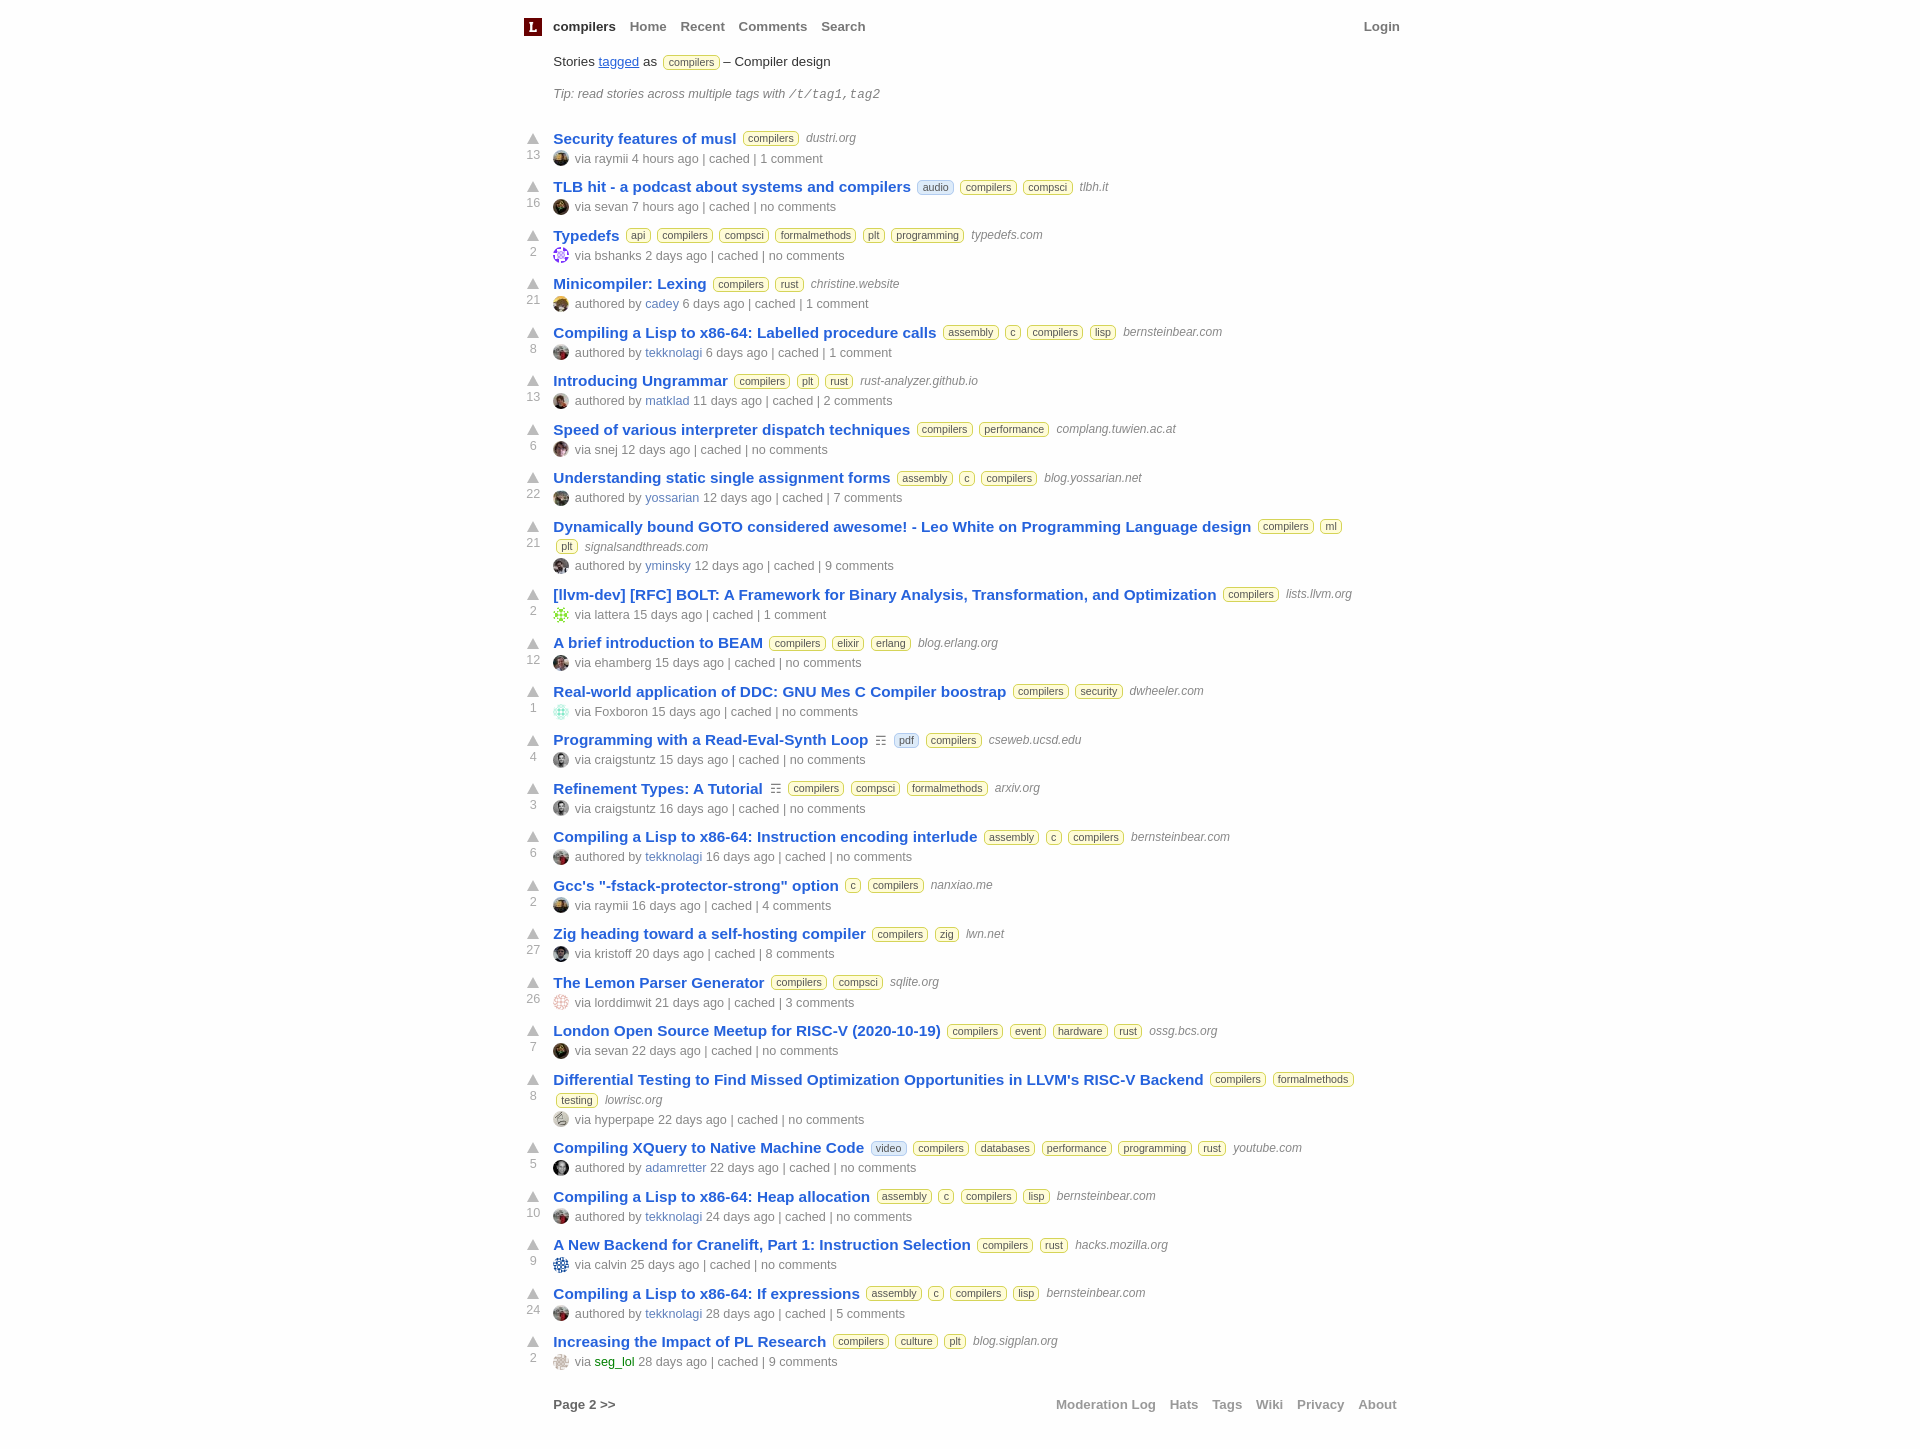 L compilers Home Recent Comments Search Login
Stories tagged as compilers – Compiler design
Tip: read stories across multiple tags with /t/tag1,tag2
Security features of musl compilers dustri.org
13 via raymii 4 hours ago | cached | 1 comment
TLB hit - a podcast about systems and compilers audio compilers compsci tlbh.it
16 via sevan 7 hours ago | cached | no comments
Typedefs api compilers compsci formalmethods plt programming typedefs.com
2 via bshanks 2 days ago | cached | no comments
Minicompiler: Lexing compilers rust christine.website
21 authored by cadey 6 days ago | cached | 1 comment
Compiling a Lisp to x86-64: Labelled procedure calls assembly c compilers lisp bernsteinbear.com
8 authored by tekknolagi 6 days ago | cached | 1 comment
Introducing Ungrammar compilers plt rust rust-analyzer.github.io
13 authored by matklad 11 days ago | cached | 2 comments
Speed of various interpreter dispatch techniques compilers performance complang.tuwien.ac.at
6 via snej 12 days ago | cached | no comments
Understanding static single assignment forms assembly c compilers blog.yossarian.net
22 authored by yossarian 12 days ago | cached | 7 comments
Dynamically bound GOTO considered awesome! - Leo White on Programming Language design compilers ml
21 plt signalsandthreads.com
authored by yminsky 12 days ago | cached | 9 comments
[llvm-dev] [RFC] BOLT: A Framework for Binary Analysis, Transformation, and Optimization compilers lists.llvm.org
2 via lattera 15 days ago | cached | 1 comment
A brief introduction to BEAM compilers elixir erlang blog.erlang.org
12 via ehamberg 15 days ago | cached | no comments
Real-world application of DDC: GNU Mes C Compiler boostrap compilers security dwheeler.com
1 via Foxboron 15 days ago | cached | no comments
Programming with a Read-Eval-Synth Loop ☶ pdf compilers cseweb.ucsd.edu
4 via craigstuntz 15 days ago | cached | no comments
Refinement Types: A Tutorial ☶ compilers compsci formalmethods arxiv.org
3 via craigstuntz 16 days ago | cached | no comments
Compiling a Lisp to x86-64: Instruction encoding interlude assembly c compilers bernsteinbear.com
6 authored by tekknolagi 16 days ago | cached | no comments
Gcc's "-fstack-protector-strong" option c compilers nanxiao.me
2 via raymii 16 days ago | cached | 4 comments
Zig heading toward a self-hosting compiler compilers zig lwn.net
27 via kristoff 20 days ago | cached | 8 comments
The Lemon Parser Generator compilers compsci sqlite.org
26 via lorddimwit 21 days ago | cached | 3 comments
London Open Source Meetup for RISC-V (2020-10-19) compilers event hardware rust ossg.bcs.org
7 via sevan 22 days ago | cached | no comments
Differential Testing to Find Missed Optimization Opportunities in LLVM's RISC-V Backend compilers formalmethods
8 testing lowrisc.org
via hyperpape 22 days ago | cached | no comments
Compiling XQuery to Native Machine Code video compilers databases performance programming rust youtube.com
5 authored by adamretter 22 days ago | cached | no comments
Compiling a Lisp to x86-64: Heap allocation assembly c compilers lisp bernsteinbear.com
10 authored by tekknolagi 24 days ago | cached | no comments
A New Backend for Cranelift, Part 1: Instruction Selection compilers rust hacks.mozilla.org
9 via calvin 25 days ago | cached | no comments
Compiling a Lisp to x86-64: If expressions assembly c compilers lisp bernsteinbear.com
24 authored by tekknolagi 28 days ago | cached | 5 comments
Increasing the Impact of PL Research compilers culture plt blog.sigplan.org
2 via seg_lol 28 days ago | cached | 9 comments
Page 2 >> Moderation Log Hats Tags Wiki Privacy About